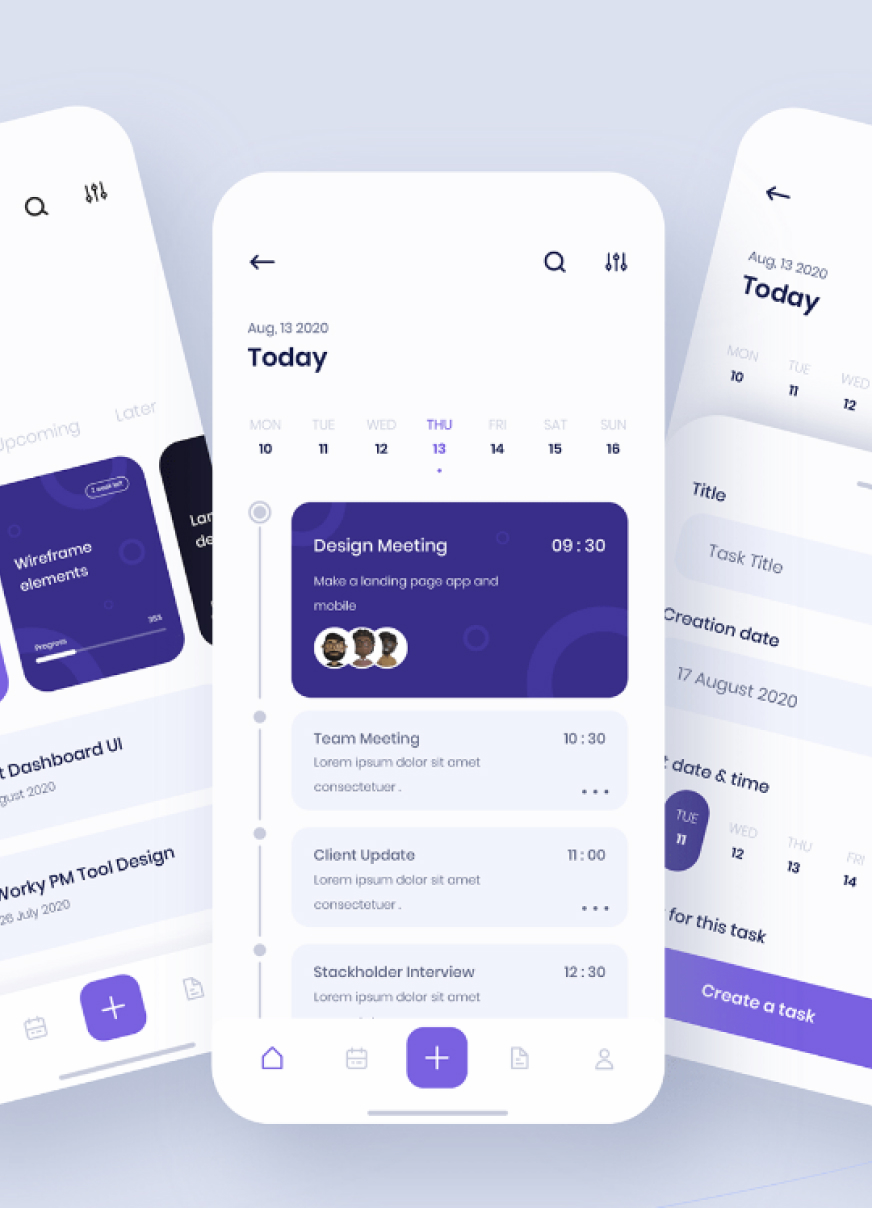 Upcoming
Later
1 week left
Wireframe
elements
Progress
35%
Lan
de
t Dashboard UI
gust 2020
Worky PM Tool Design
26 July 2020
Aug, 13 2020
Today
MON TUE WED THU FRI SAT SUN
10 11 12 13 14 15 16
Design Meeting 09 : 30
Make a landing page app and
mobile
Team Meeting 10 : 30
Lorem ipsum dolor sit amet
consectetuer .
Client Update 11 : 00
Lorem ipsum dolor sit amet
consectetuer .
Stackholder Interview 12 : 30
Lorem ipsum dolor sit amet
Aug, 13 2020
Today
MON TUE WED
10 11 12
Title
Task Title
Creation date
17 August 2020
t date & time
TUE WED THU FRI
11 12 13 14
for this task
Create a task